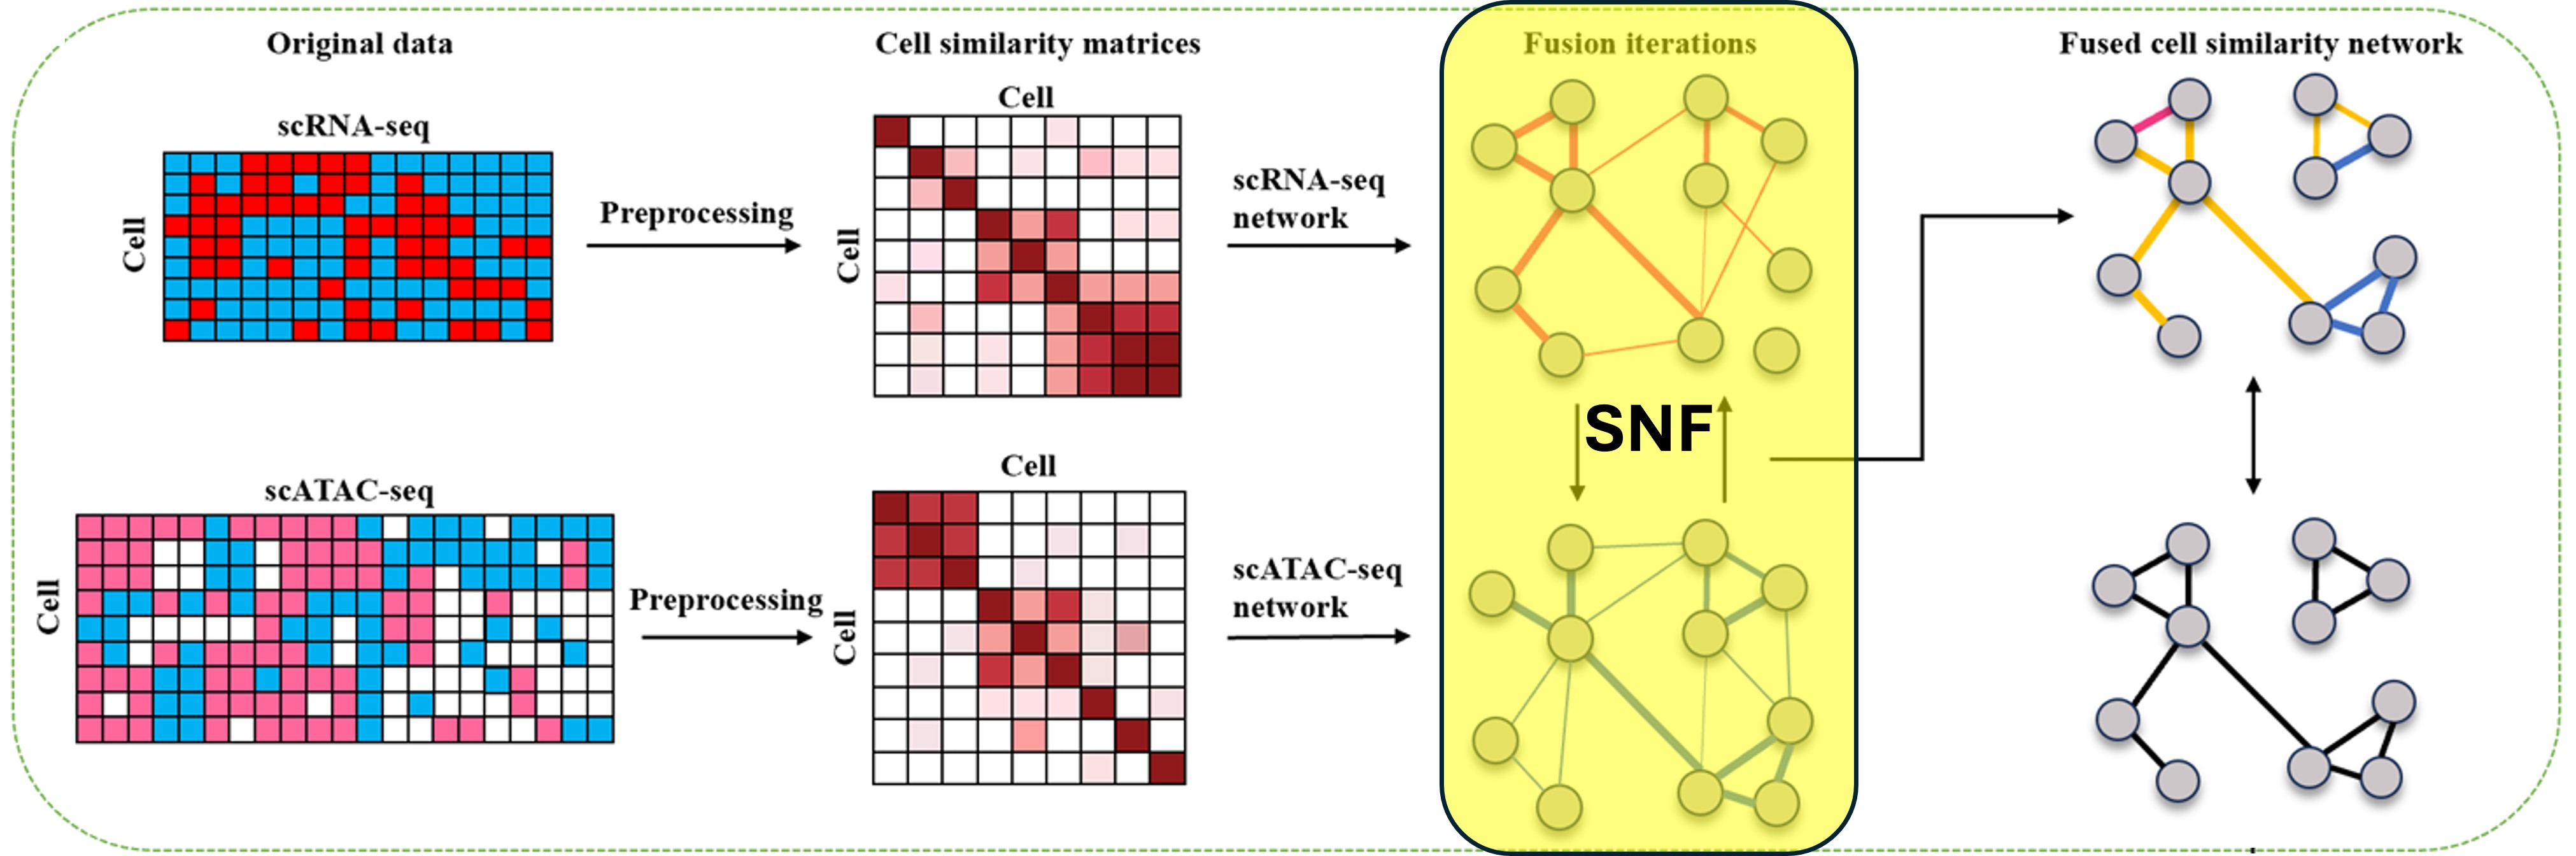 Original data
Cell similarity matrices
Fusion iterations
Fused cell similarity network
scRNA-seq
Cell
Cell
Preprocessing
Cell
scRNA-seq
network
SNF
scATAC-seq
Cell
Cell
Preprocessing
Cell
scATAC-seq
network